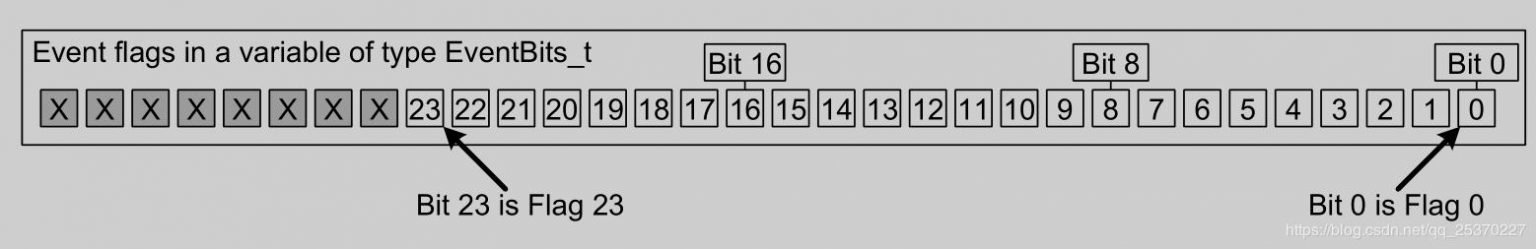 Event flags in a variable of type EventBits_t
Bit 16
Bit 8
Bit 0
X X X X X X X X 23 22 21 20 19 18 17 16 15 14 13 12 11 10 9 8 7 6 5 4 3 2 1 0
Bit 23 is Flag 23
Bit 0 is Flag 0
https://blog.csdn.net/qq_25370227